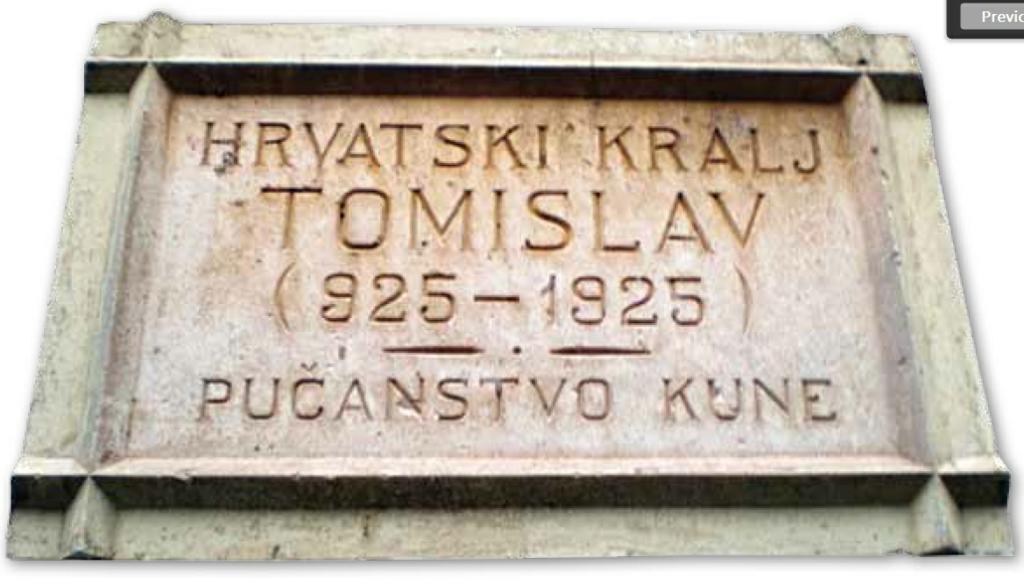 HRVATSKI KRALJ
TOMISLAV
(925-1925)
PUČANSTVO KUNE